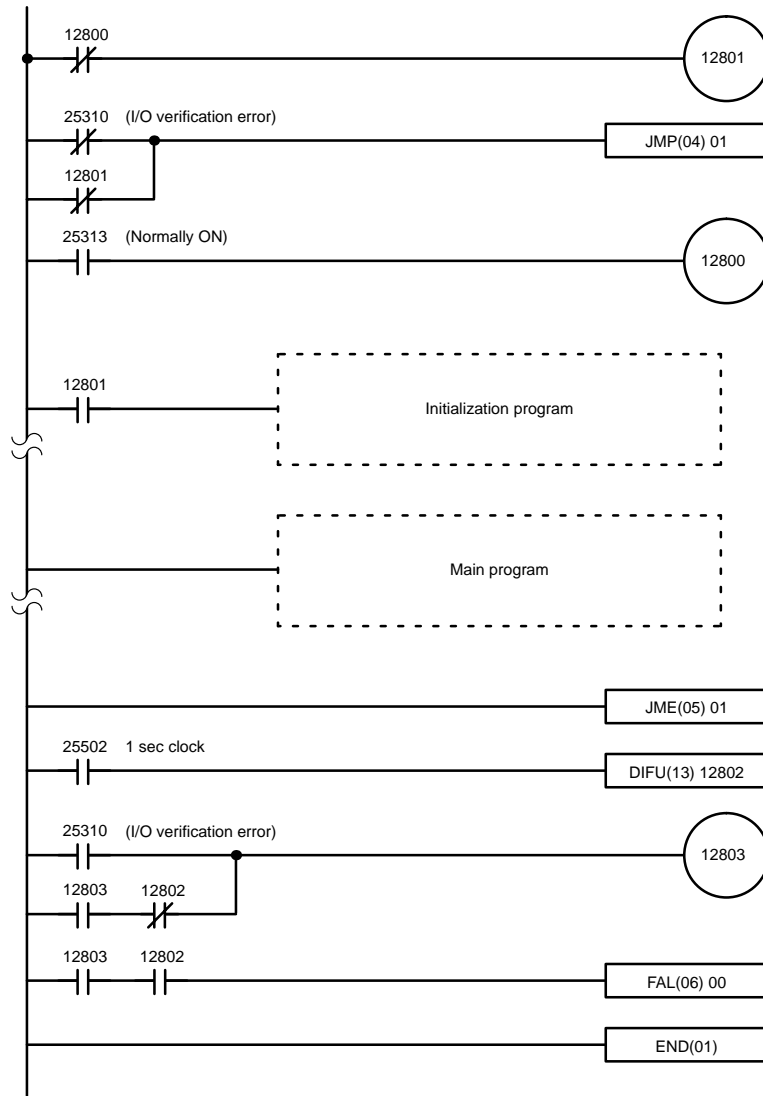 12800
12801
25310 (I/O verification error)
JMP(04) 01
12801
25313 (Normally ON)
12800
12801
Initialization program
Main program
JME(05) 01
25502 1 sec clock
DIFU(13) 12802
25310 (I/O verification error)
12803
12803 12802
12803 12802
FAL(06) 00
END(01)